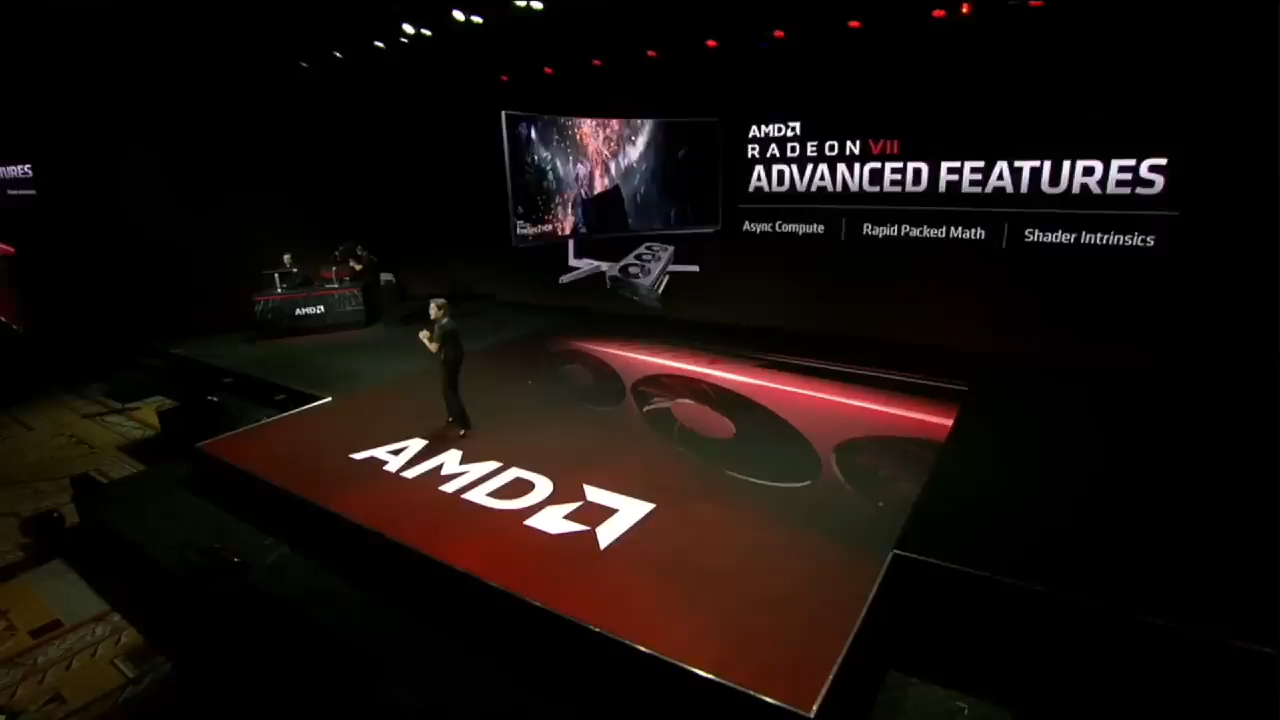 AMD
RADEON VII
ADVANCED FEATURES
Async Compute | Rapid Packed Math | Shader Intrinsics
AMD
AMD